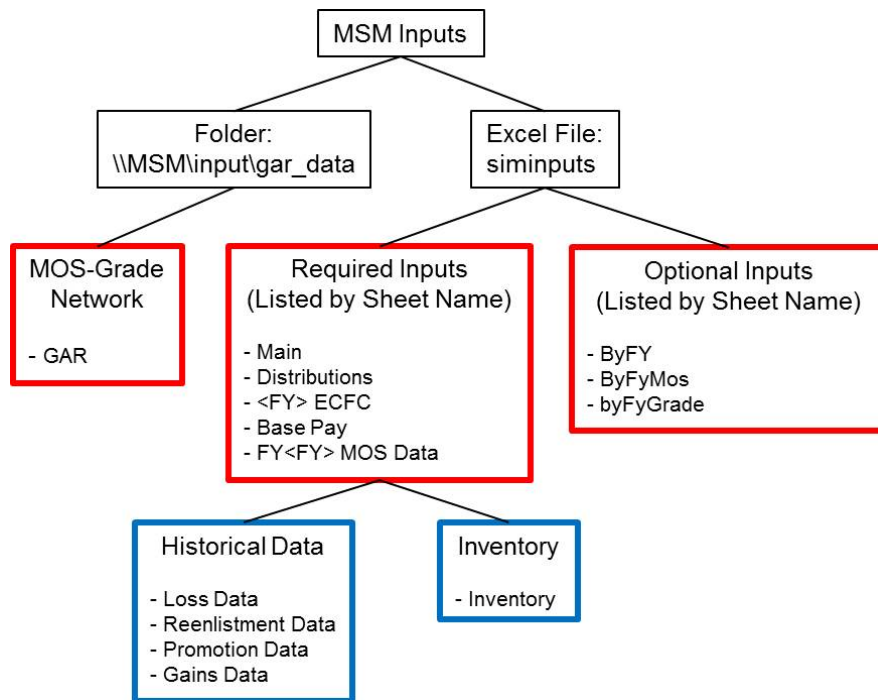 MSM Inputs
Folder:
\\MSM\input\gar_data
Excel File:
siminputs
MOS-Grade
Network
- GAR
Required Inputs
(Listed by Sheet Name)
- Main
- Distributions
- <FY> ECFC
- Base Pay
- FY<FY> MOS Data
Optional Inputs
(Listed by Sheet Name)
- ByFY
- ByFyMos
- byFyGrade
Historical Data
- Loss Data
- Reenlistment Data
- Promotion Data
- Gains Data
Inventory
- Inventory